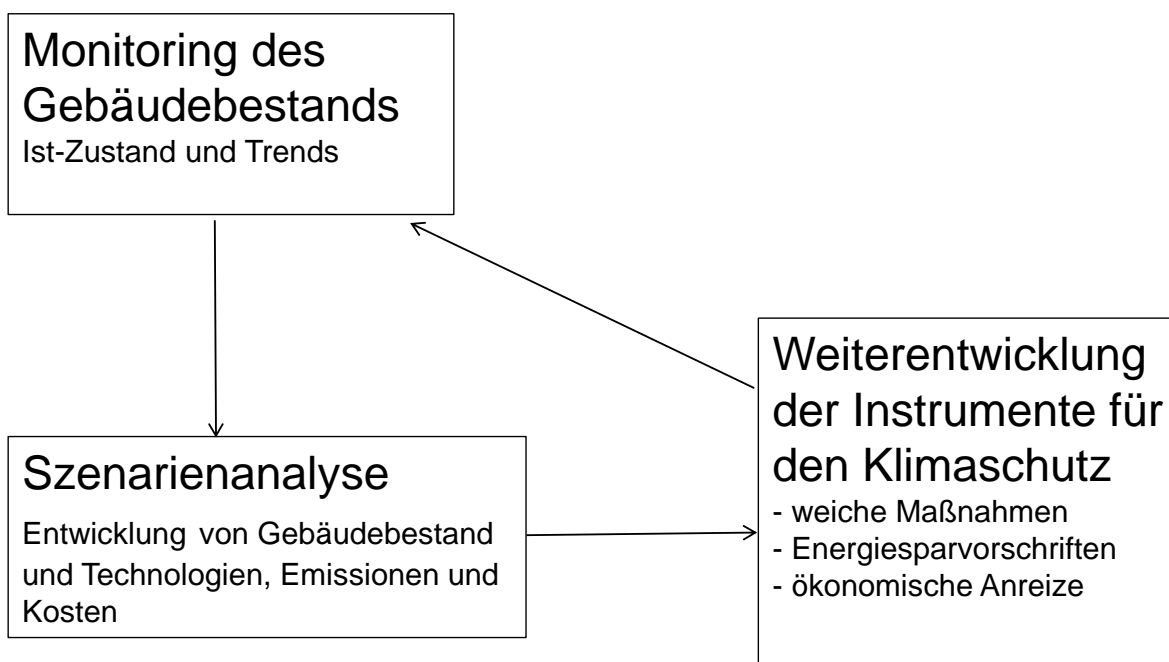 Monitoring des
Gebäudebestands
Ist-Zustand und Trends
Szenarienanalyse
Entwicklung von Gebäudebestand
und Technologien, Emissionen und
Kosten
Weiterentwicklung
der Instrumente für
den Klimaschutz
- weiche Maßnahmen
- Energiesparvorschriften
- ökonomische Anreize